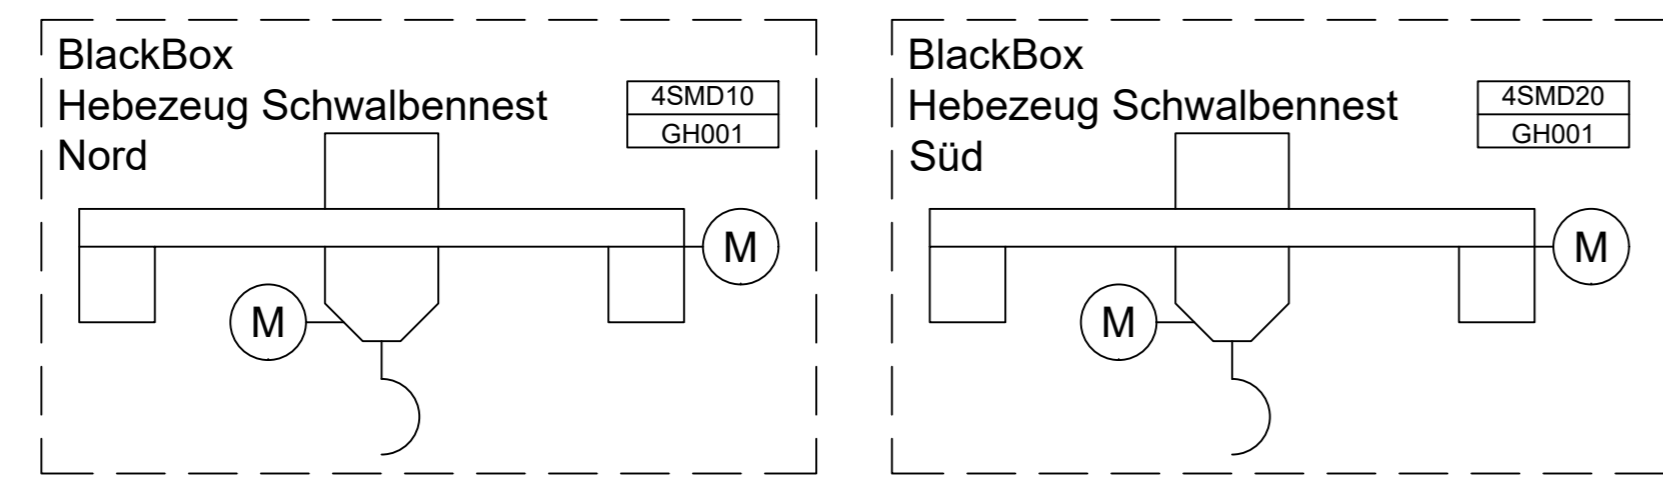 BlackBox
Hebezeug Schwalbennest
Nord
4SMD10
GH001
M
M
BlackBox
Hebezeug Schwalbennest
Süd
4SMD20
GH001
M
M